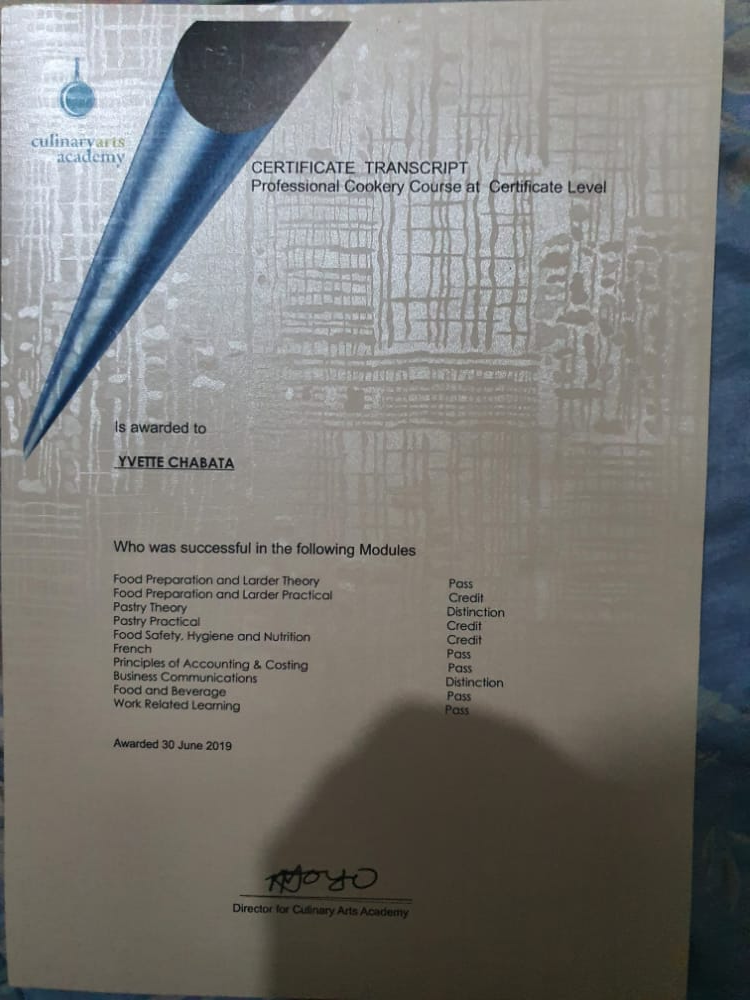 culinaryarts
academy
CERTIFICATE TRANSCRIPT
Professional Cookery Course at Certificate Level
Is awarded to
YVETTE CHABATA
Who was successful in the following Modules
Food Preparation and Larder Theory Pass
Food Preparation and Larder Practical Credit
Pastry Theory Distinction
Pastry Practical Credit
Food Safety, Hygiene and Nutrition Credit
French Pass
Principles of Accounting & Costing Pass
Business Communications Distinction
Food and Beverage Pass
Work Related Learning Pass
Awarded 30 June 2019
Director for Culinary Arts Academy